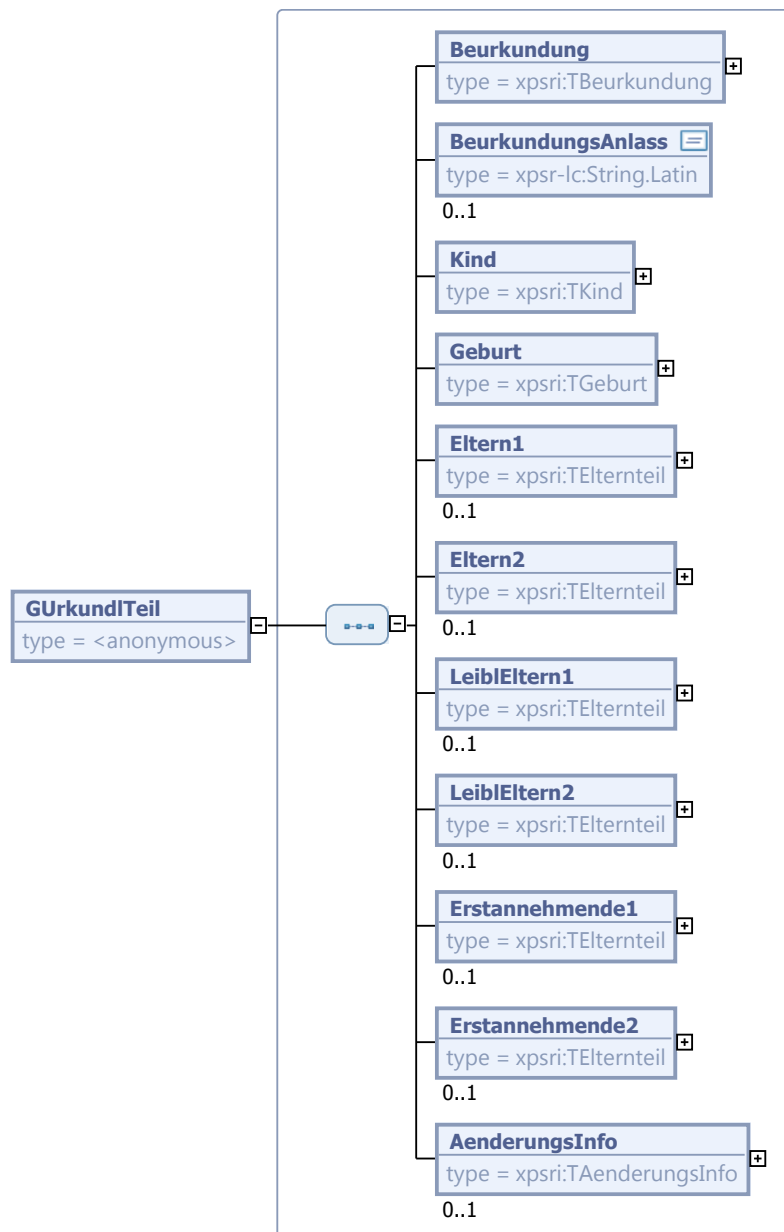 Beurkundung
type = xpsri:TBeurkundung
BeurkundungsAnlass
type = xpsr-lc:String.Latin
0..1
Kind
type = xpsri:TKind
Geburt
type = xpsri:TGeburt
Eltern1
type = xpsri:TElternteil
0..1
Eltern2
type = xpsri:TElternteil
0..1
GUrkundlTeil
type = <anonymous>
LeiblEltern1
type = xpsri:TElternteil
0..1
LeiblEltern2
type = xpsri:TElternteil
0..1
Erstannehmende1
type = xpsri:TElternteil
0..1
Erstannehmende2
type = xpsri:TElternteil
0..1
AenderungsInfo
type = xpsri:TAenderungsInfo
0..1